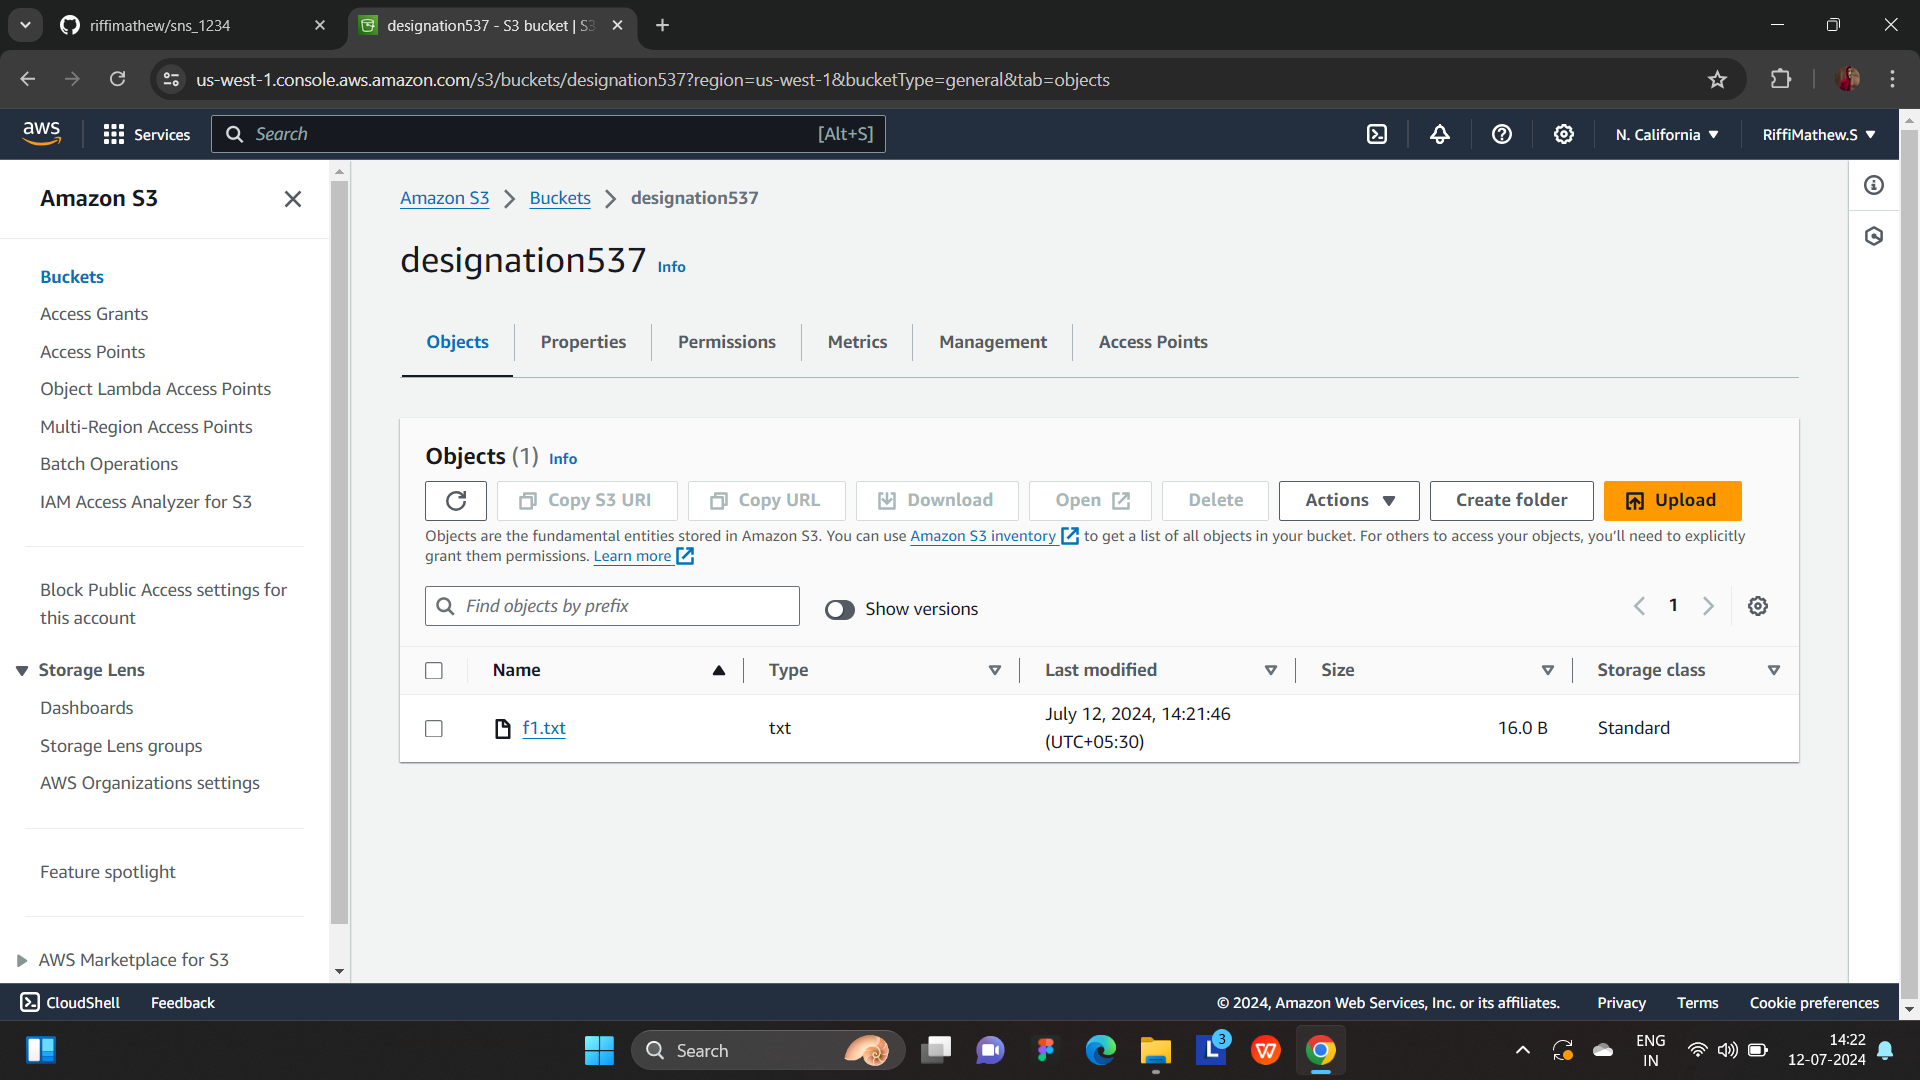 riffimathew/sns_1234
designation537 - S3 bucket | S3
us-west-1.console.aws.amazon.com/s3/buckets/designation537?region=us-west-1&bucketType=general&tab=objects
aws
Services
Search
[Alt+S]
N. California
RiffiMathew.S
Amazon S3
Buckets
Access Grants
Access Points
Object Lambda Access Points
Multi-Region Access Points
Batch Operations
IAM Access Analyzer for S3
Block Public Access settings for
this account
Storage Lens
Dashboards
Storage Lens groups
AWS Organizations settings
Feature spotlight
AWS Marketplace for S3
Amazon S3 Buckets designation537
designation537 Info
Objects Properties Permissions Metrics Management Access Points
Objects (1) Info
Copy S3 URI Copy URL Download Open Delete Actions Create folder Upload
Objects are the fundamental entities stored in Amazon S3. You can use Amazon S3 inventory to get a list of all objects in your bucket. For others to access your objects, you'll need to explicitly
grant them permissions. Learn more
Find objects by prefix
Show versions
1
Name Type Last modified Size Storage class
f1.txt txt July 12, 2024, 14:21:46 16.0 B Standard
(UTC+05:30)
CloudShell Feedback © 2024, Amazon Web Services, Inc. or its affiliates. Privacy Terms Cookie preferences
Search
3
ENG
IN
14:22
12-07-2024